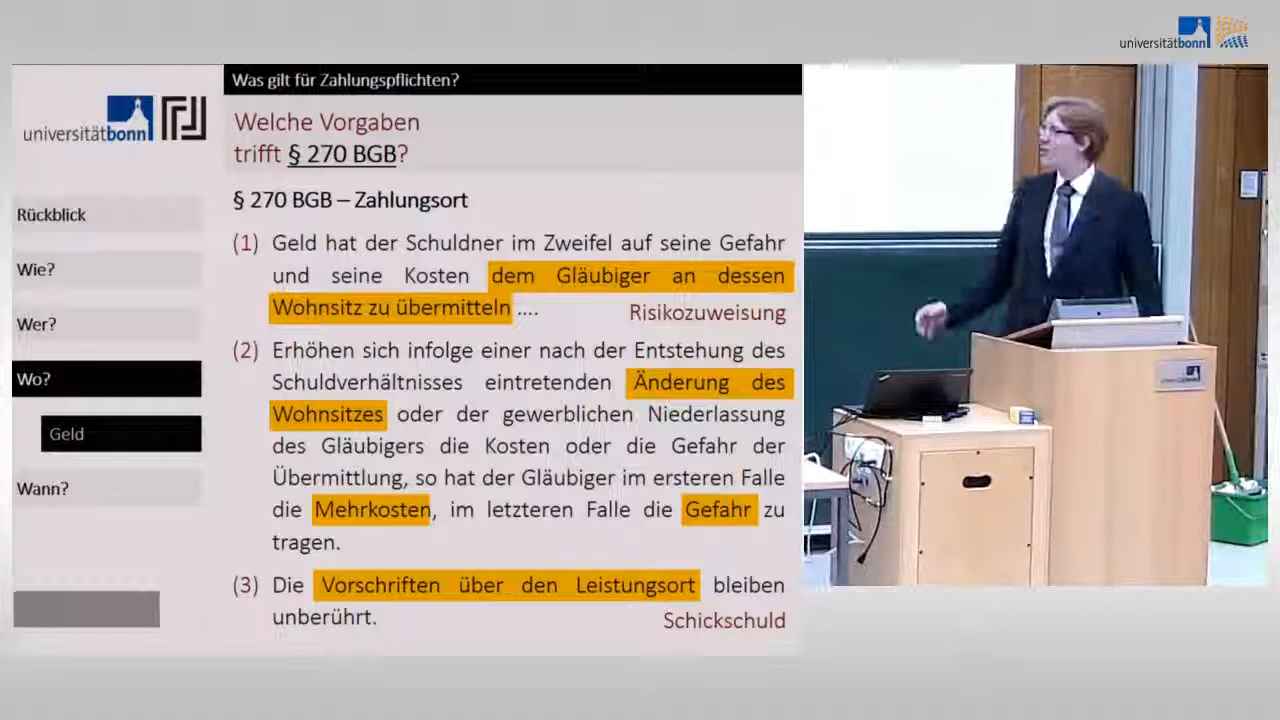 universitätbonn
Was gilt für Zahlungspflichten?
universitätbonn
Welche Vorgaben
trifft § 270 BGB?
Rückblick
Wie?
Wer?
Wo?
Geld
Wann?
§ 270 BGB – Zahlungsort
(1) Geld hat der Schuldner im Zweifel auf seine Gefahr
und seine Kosten dem Gläubiger an dessen
Wohnsitz zu übermitteln ....
Risikozuweisung
(2) Erhöhen sich infolge einer nach der Entstehung des
Schuldverhältnisses eintretenden Änderung des
Wohnsitzes oder der gewerblichen Niederlassung
des Gläubigers die Kosten oder die Gefahr der
Übermittlung, so hat der Gläubiger im ersteren Falle
die Mehrkosten, im letzteren Falle die Gefahr zu
tragen.
(3) Die Vorschriften über den Leistungsort bleiben
unberührt.
Schickschuld